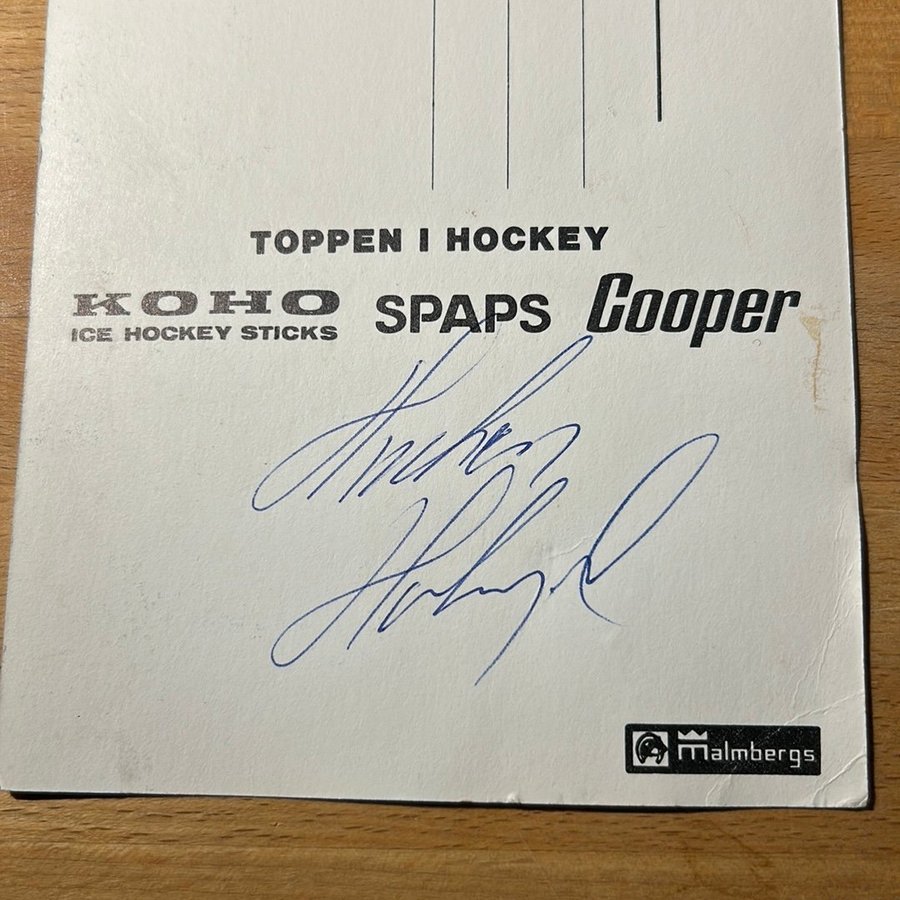 TOPPEN I HOCKEY
KOHO SPAPS Cooper
ICE HOCKEY STICKS
Malmbergs